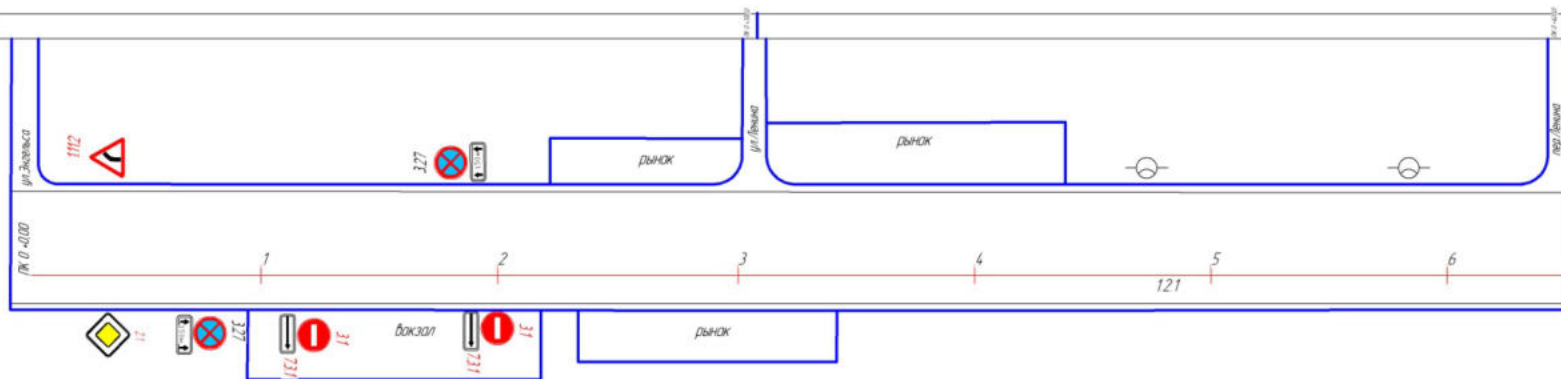 ул.Энгельса
1.11.2
3.27
рынок
ул.Ленина
рынок
пер.Ленина
ПК 0 +0,00
1
2
3
4
5
6
1.2.1
2.1
3.27
7.3.1
3.1
вокзал
7.3.1
3.1
рынок